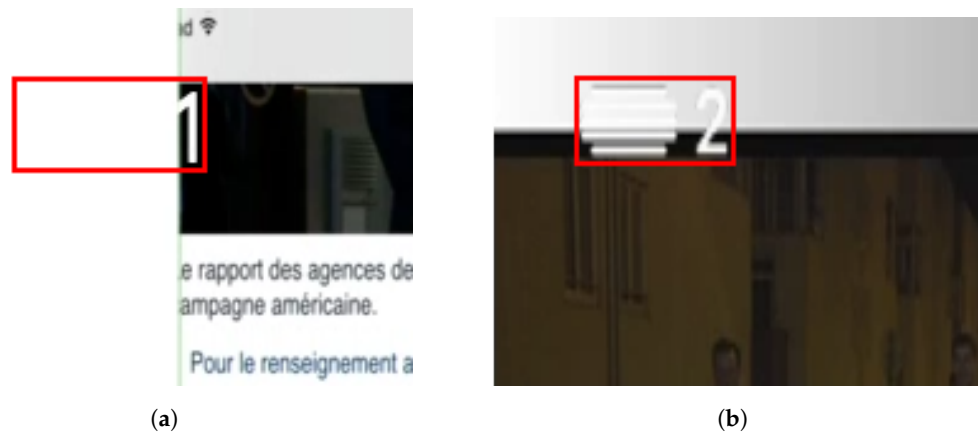 1
rapport des agences de
ampagne américaine.
Pour le renseignement a
2
(a)
(b)